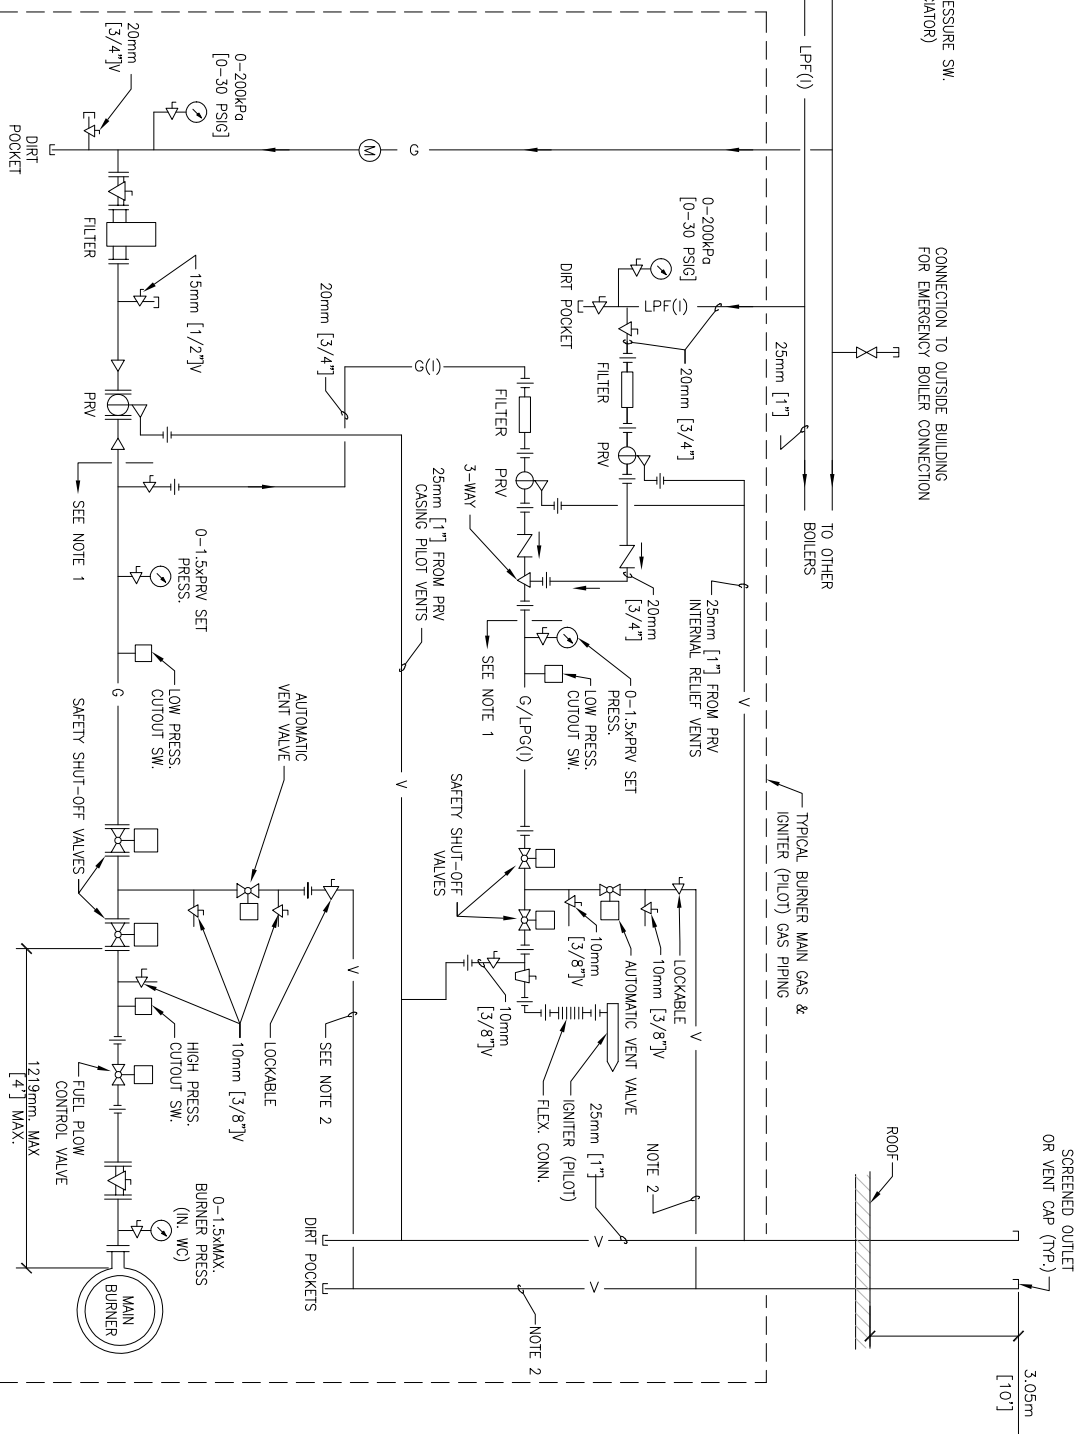 SCREENED OUTLET
OR VENT CAP (TYP.)
3.05m
[10']
ROOF
ESSURE SW.
CIATOR)
CONNECTION TO OUTSIDE BUILDING
FOR EMERGENCY BOILER CONNECTION
LPF(I)
25mm [1"]
TO OTHER
BOILERS
TYPICAL BURNER MAIN GAS &
IGNITER (PILOT) GAS PIPING
0-200kPa
[0-30 PSIG]
LPF(I)
DIRT POCKET
20mm [3/4"]
FILTER
PRV
20mm
[3/4"]
25mm [1"] FROM PRV
INTERNAL RELIEF VENTS
V
G(I)
FILTER
PRV
3-WAY
SEE NOTE 1
0-1.5xPRV SET
PRESS.
LOW PRESS.
CUTOUT SW.
G/LPG(I)
SAFETY SHUT-OFF
VALVES
LOCKABLE
10mm [3/8"]V
AUTOMATIC VENT VALVE
10mm
[3/8"]V
10mm
[3/8"]V
V
NOTE 2
25mm [1"]
IGNITER (PILOT)
FLEX. CONN.
V
V
NOTE 2
DIRT POCKETS
25mm [1"] FROM PRV
CASING PILOT VENTS
V
V
G
M
0-200kPa
[0-30 PSIG]
20mm
[3/4"]V
DIRT
POCKET
FILTER
15mm [1/2"]V
20mm [3/4"]
PRV
SEE NOTE 1
0-1.5xPRV SET
PRESS.
LOW PRESS.
CUTOUT SW.
G
AUTOMATIC
VENT VALVE
SAFETY SHUT-OFF VALVES
SEE NOTE 2
LOCKABLE
10mm [3/8"]V
HIGH PRESS.
CUTOUT SW.
FUEL PLOW
CONTROL VALVE
0-1.5xMAX.
BURNER PRESS
(IN. WC)
MAIN
BURNER
1219mm. MAX
[4'] MAX.